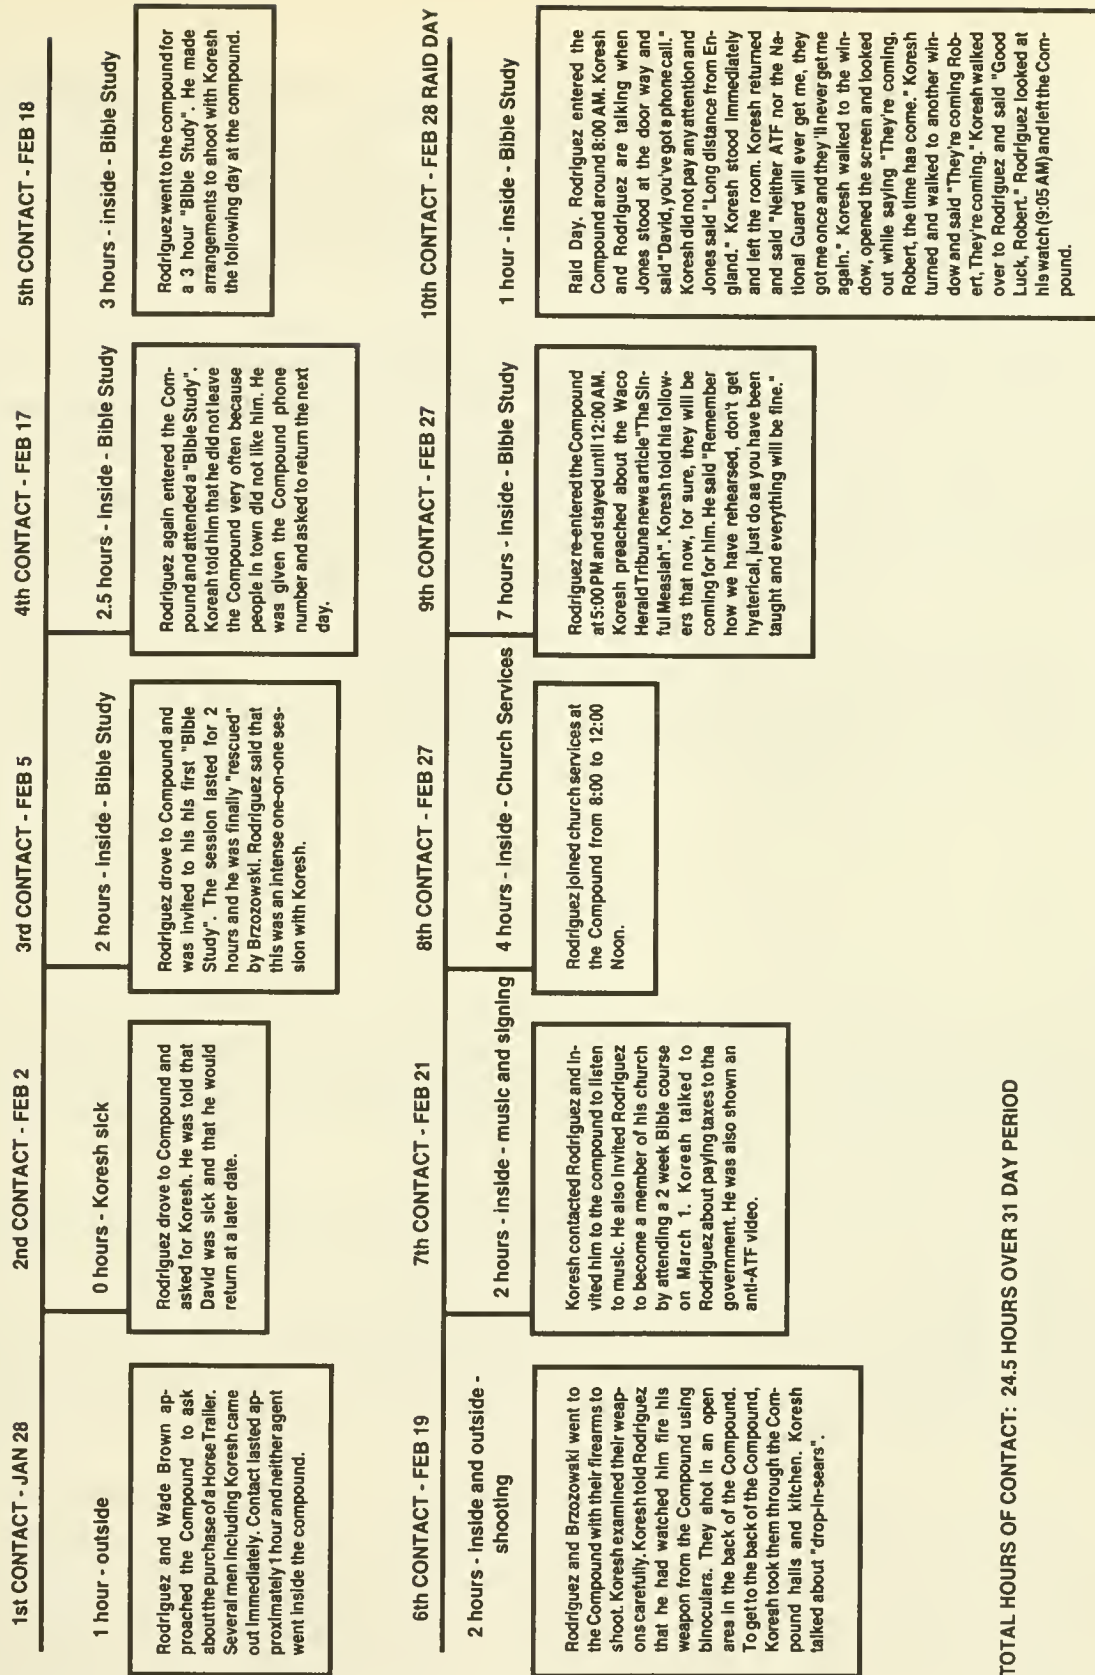 1st CONTACT - JAN 28
1 hour - outside
Rodriguez and Wade Brown ap-
proached the Compound to ask
about the purchase of a Horse Trailer.
Several men including Koresh came
out immediately. Contact lasted ap-
proximately 1 hour and neither agent
went inside the compound.
2nd CONTACT - FEB 2
0 hours - Koresh sick
Rodriguez drove to Compound and
asked for Koresh. He was told that
David was sick and that he would
return at a later date.
3rd CONTACT - FEB 5
2 hours - inside - Bible Study
Rodriguez drove to Compound and
was invited to his his first "Bible
Study". The session lasted for 2
hours and he was finally "rescued"
by Brzozowski. Rodriguez said that
this was an intense one-on-one ses-
sion with Koresh.
4th CONTACT - FEB 17
2.5 hours - inside - Bible Study
Rodriguez again entered the Com-
pound and attended a "Bible Study".
Koresh told him that he did not leave
the Compound very often because
people in town did not like him. He
was given the Compound phone
number and asked to return the next
day.
5th CONTACT - FEB 18
3 hours - inside - Bible Study
Rodriguez went to the compound for
a 3 hour "Bible Study". He made
arrangements to shoot with Koresh
the following day at the compound.
6th CONTACT - FEB 19
2 hours - inside and outside -
shooting
Rodriguez and Brzozowski went to
the Compound with their firearms to
shoot. Koresh examined their weap-
ons carefully. Koresh told Rodriguez
that he had watched him fire his
weapon from the Compound using
binoculars. They shot in an open
area in the back of the Compound.
To get to the back of the Compound,
Koresh took them through the Com-
pound halls and kitchen. Koresh
talked about "drop-in-sears".
7th CONTACT - FEB 21
2 hours - inside - music and signing
Koresh contacted Rodriguez and in-
vited him to the compound to listen
to music. He also invited Rodriguez
to become a member of his church
by attending a 2 week Bible course
on March 1. Koresh talked to
Rodriguez about paying taxes to the
government. He was also shown an
anti-ATF video.
8th CONTACT - FEB 27
4 hours - inside - Church Services
Rodriguez joined church services at
the Compound from 8:00 to 12:00
Noon.
9th CONTACT - FEB 27
7 hours - inside - Bible Study
Rodriguez re-entered the Compound
at 5:00 PM and stayed until 12:00 AM.
Koresh preached about the Waco
Herald Tribune news article "The Sin-
ful Messiah". Koresh told his follow-
ers that now, for sure, they will be
coming for him. He said "Remember
how we have rehearsed, don't get
hysterical, just do as you have been
taught and everything will be fine."
10th CONTACT - FEB 28 RAID DAY
1 hour - inside - Bible Study
Raid Day. Rodriguez entered the
Compound around 8:00 AM. Koresh
and Rodriguez are talking when
Jones stood at the door way and
said "David, you've got a phone call."
Koresh did not pay any attention and
Jones said "Long distance from En-
gland." Koresh stood immediately
and left the room. Koresh returned
and said "Neither ATF nor the Na-
tional Guard will ever get me, they
got me once and they'll never get me
again." Koresh walked to the win-
dow, opened the screen and looked
out while saying "They're coming,
Robert, the time has come." Koresh
turned and walked to another win-
dow and said "They're coming Rob-
ert, They're coming." Koresh walked
over to Rodriguez and said "Good
Luck, Robert." Rodriguez looked at
his watch (9:05 AM) and left the Com-
pound.
TOTAL HOURS OF CONTACT: 24.5 HOURS OVER 31 DAY PERIOD